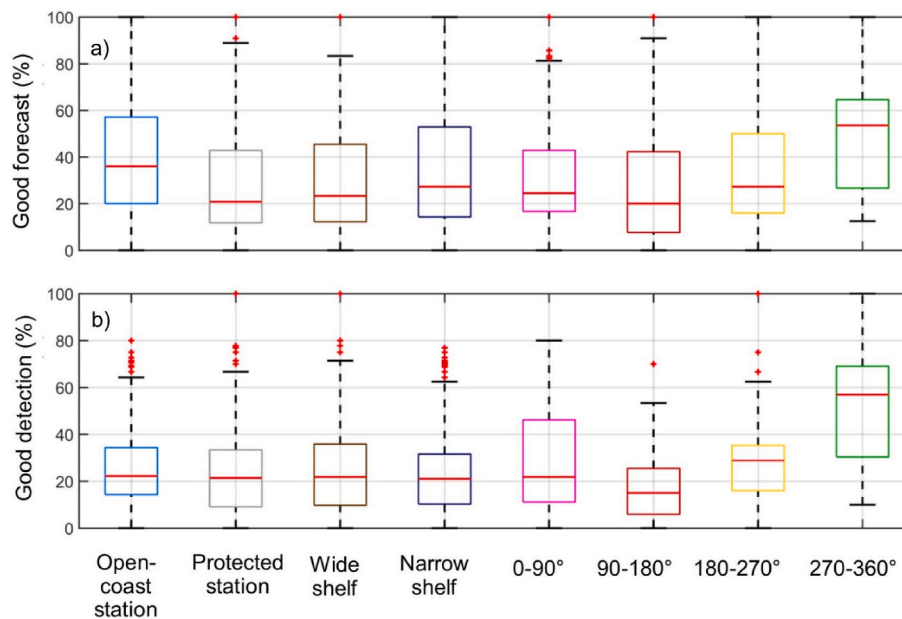 100
a)
80
60
40
20
0
Good forecast (%)
100
b)
80
60
40
20
0
Good detection (%)
Open-
coast
station
Protected
station
Wide
shelf
Narrow
shelf
0-90°
90-180°
180-270°
270-360°